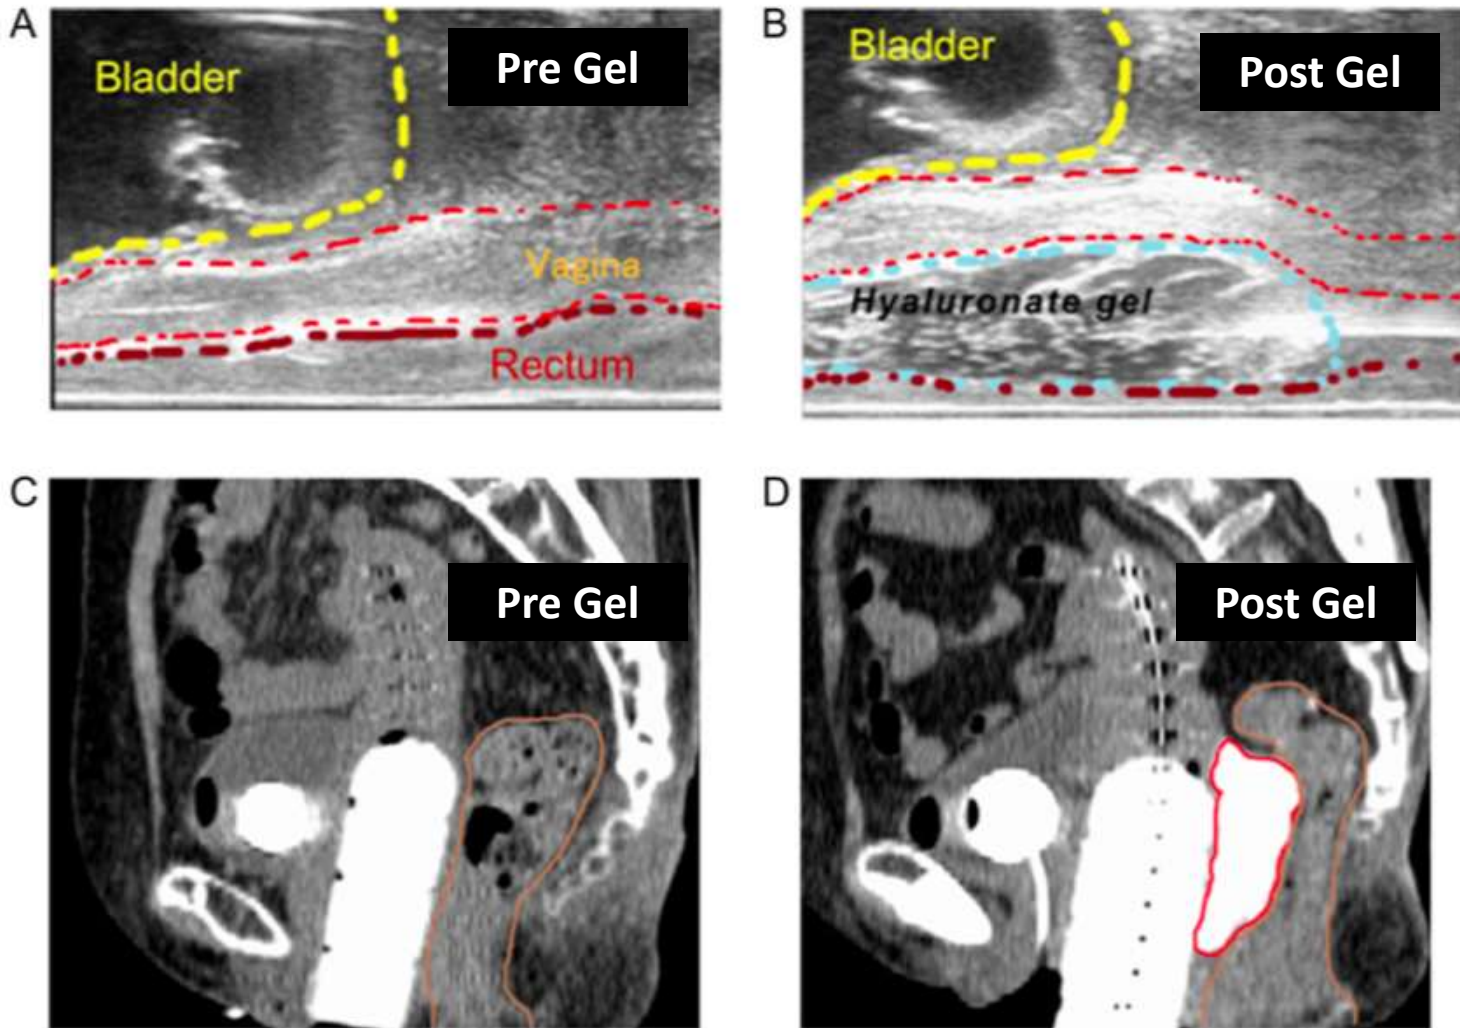 A
Bladder
Pre Gel
Vagina
Rectum
B
Bladder
Post Gel
Hyaluronate gel
C
Pre Gel
D
Post Gel